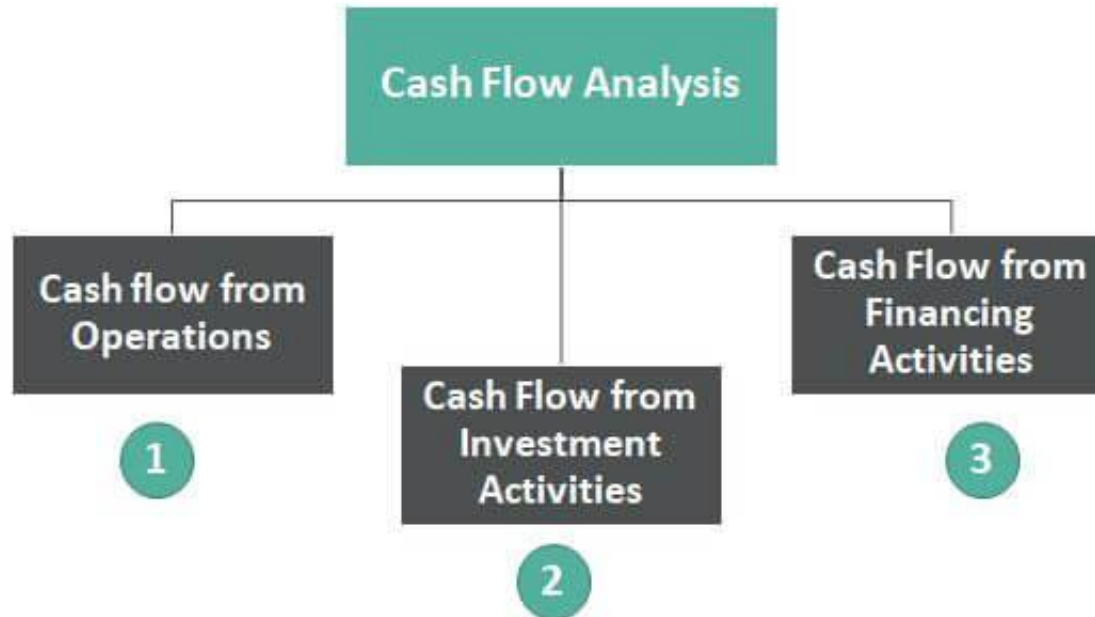 Cash Flow Analysis
Cash flow from
Operations
1
Cash Flow from
Investment
Activities
2
Cash Flow from
Financing
Activities
3